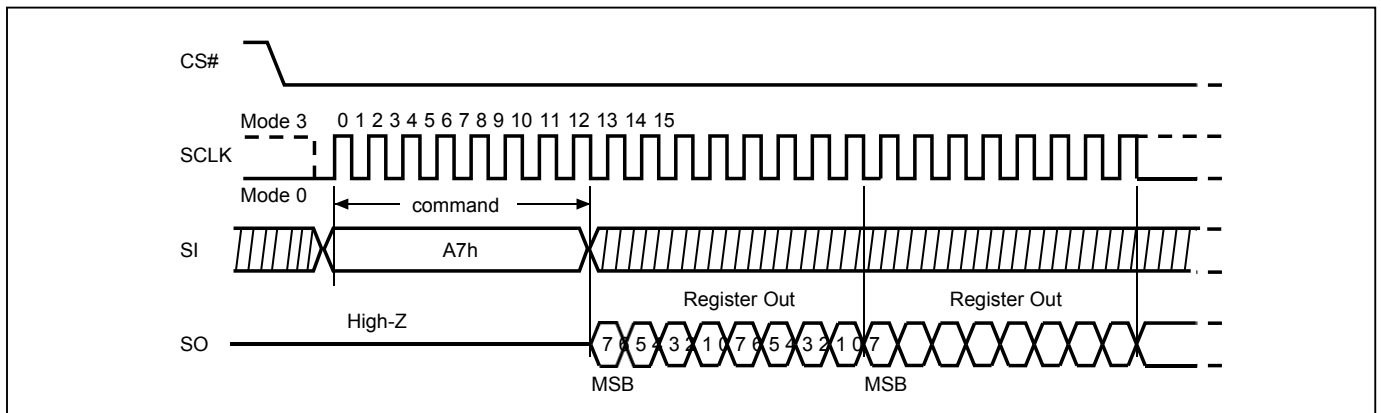 CS#
Mode 3
0 1 2 3 4 5 6 7 8 9 10 11 12 13 14 15
SCLK
Mode 0
command
SI
A7h
Register Out
Register Out
High-Z
SO
7 6 5 4 3 2 1 0 7 6 5 4 3 2 1 0 7
MSB
MSB